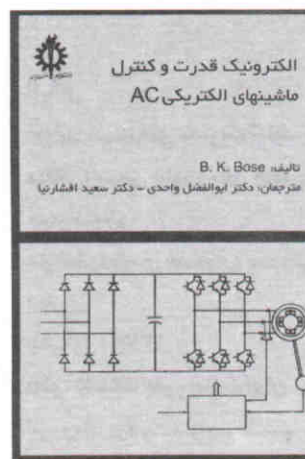 الکترونیک قدرت و کنترل
ماشینهای الکتریکی AC
تالیف: B. K. Bose
مترجمان: دکتر ابوالفضل واحدی - دکتر سعید افشارنیا